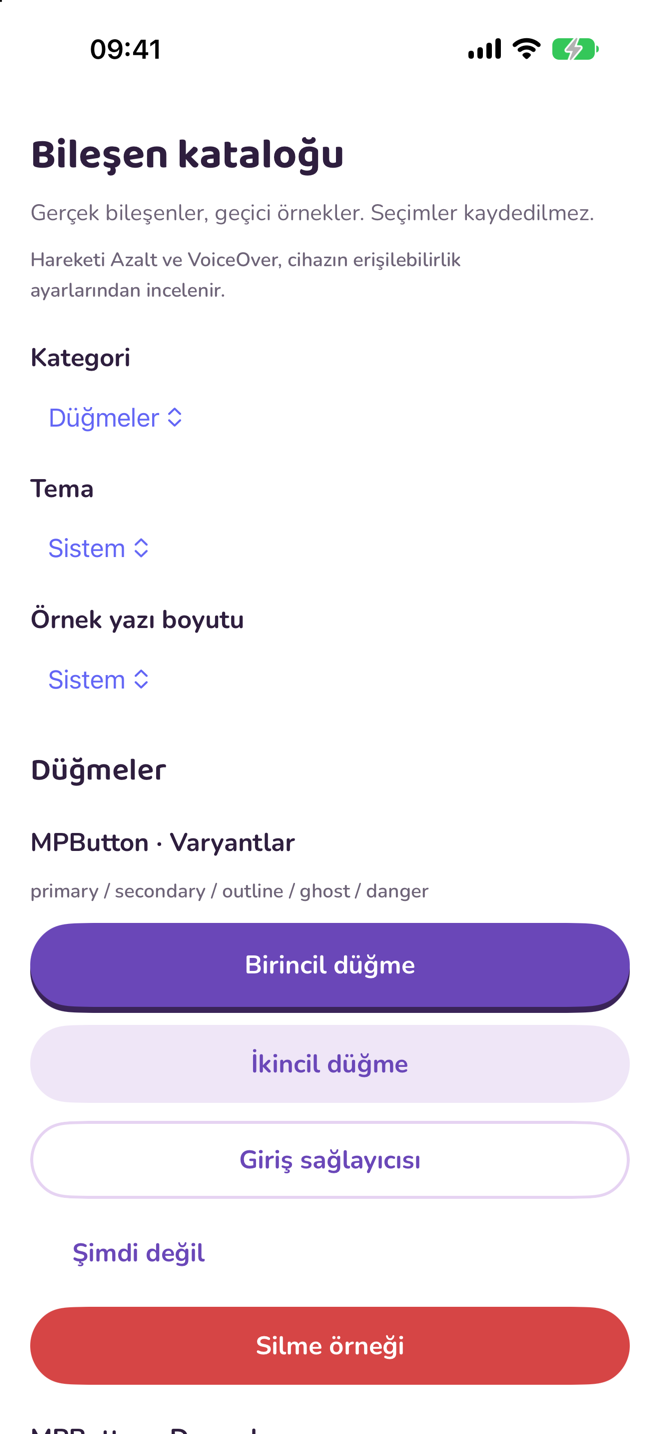 09:41
Bileşen kataloğu
Gerçek bileşenler, geçici örnekler. Seçimler kaydedilmez.
Hareketi Azalt ve VoiceOver, cihazın erişilebilirlik
ayarlarından incelenir.
Kategori
Düğmeler
Tema
Sistem
Örnek yazı boyutu
Sistem
Düğmeler
MPButton · Varyantlar
primary / secondary / outline / ghost / danger
Birincil düğme
İkincil düğme
Giriş sağlayıcısı
Şimdi değil
Silme örneği